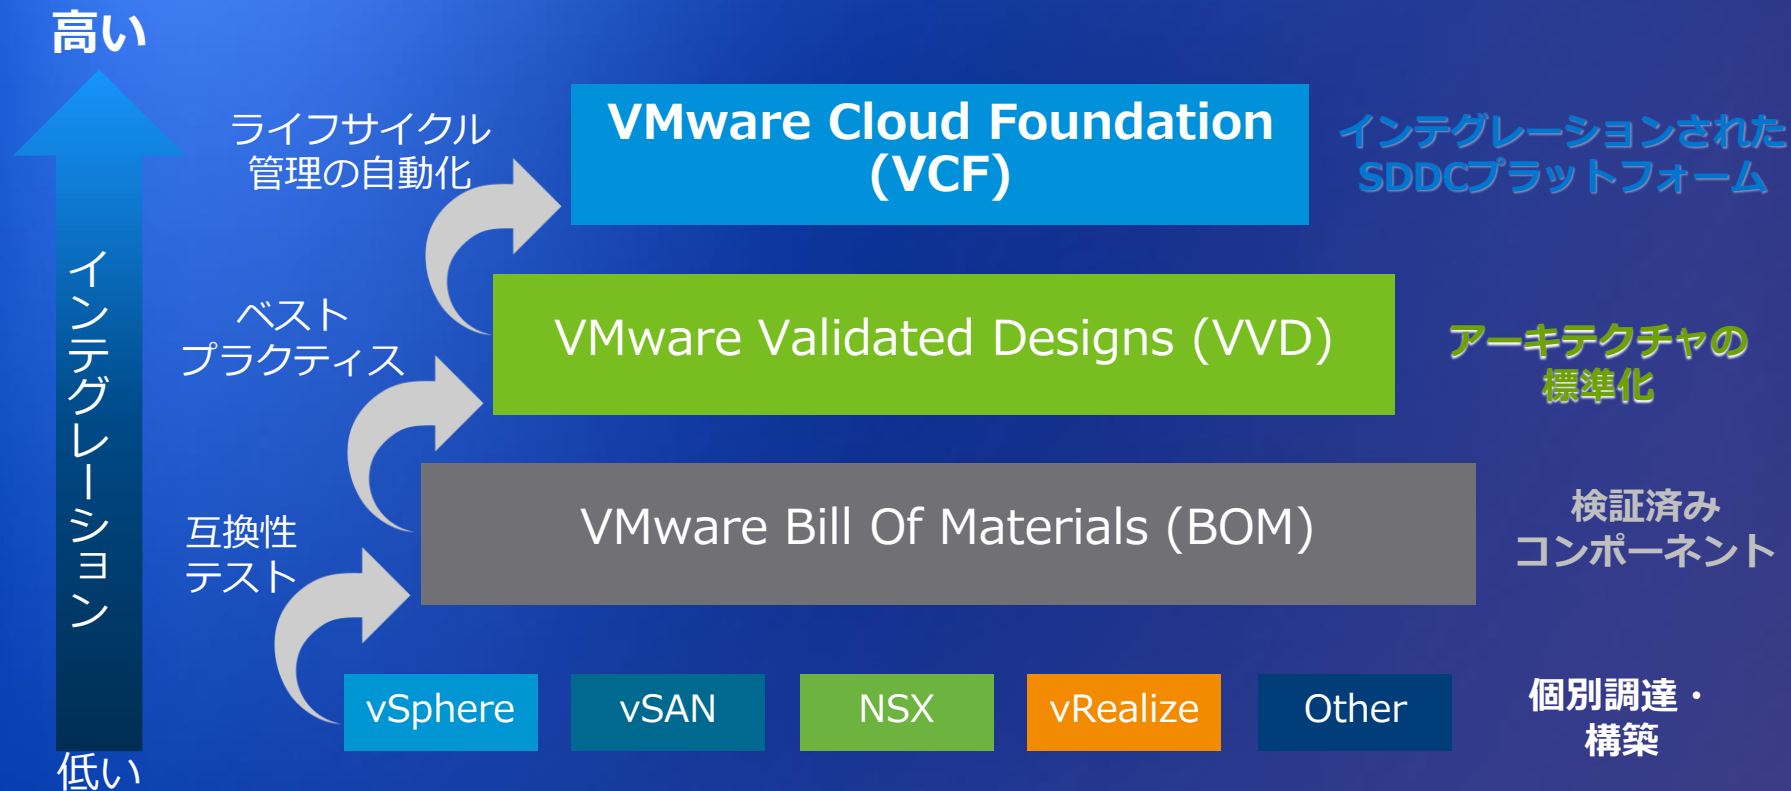 高い
ライフサイクル
管理の自動化
VMware Cloud Foundation
(VCF)
インテグレーションされた
SDDCプラットフォーム
インテグレーション
ベスト
プラクティス
VMware Validated Designs (VVD)
アーキテクチャの
標準化
互換性
テスト
VMware Bill Of Materials (BOM)
検証済み
コンポーネント
vSphere
vSAN
NSX
vRealize
Other
個別調達・
構築
低い